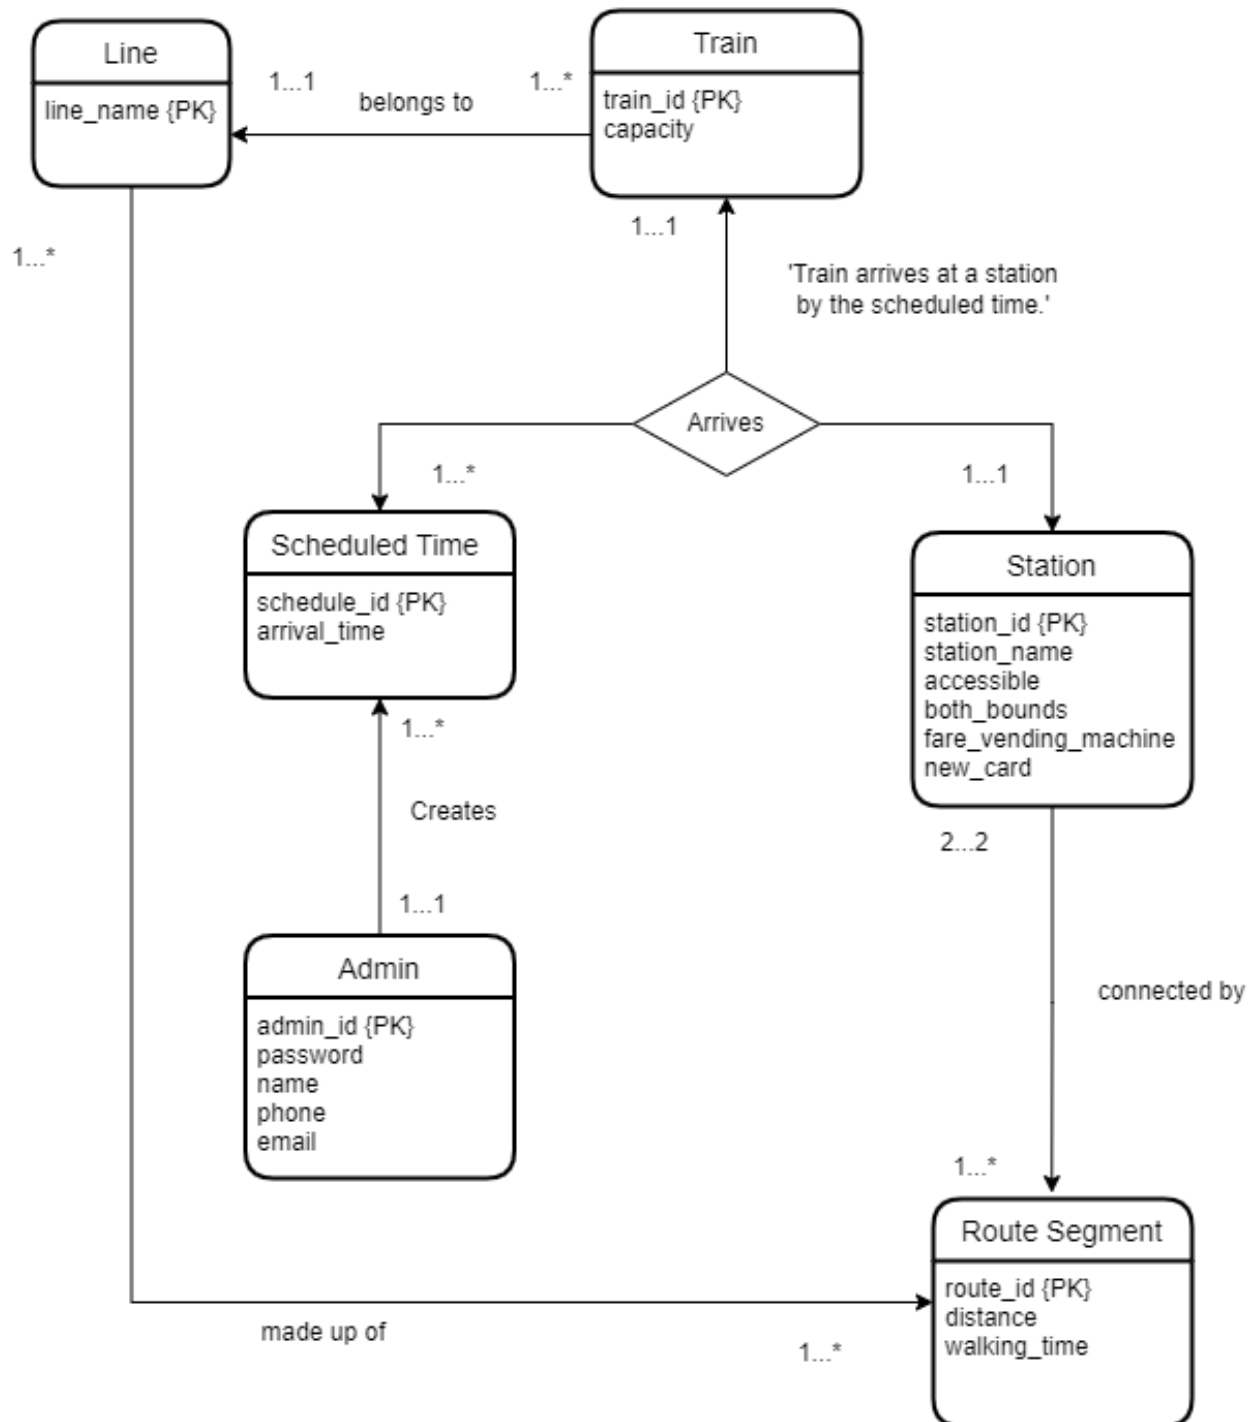 Line
line_name {PK}
1...1
belongs to
1...*
Train
train_id {PK}
capacity
1...*
1...1
'Train arrives at a station
by the scheduled time.'
Arrives
1...*
1...1
Scheduled Time
schedule_id {PK}
arrival_time
Station
station_id {PK}
station_name
accessible
both_bounds
fare_vending_machine
new_card
1...*
Creates
1...1
2...2
Admin
admin_id {PK}
password
name
phone
email
connected by
1...*
Route Segment
route_id {PK}
distance
walking_time
made up of
1...*